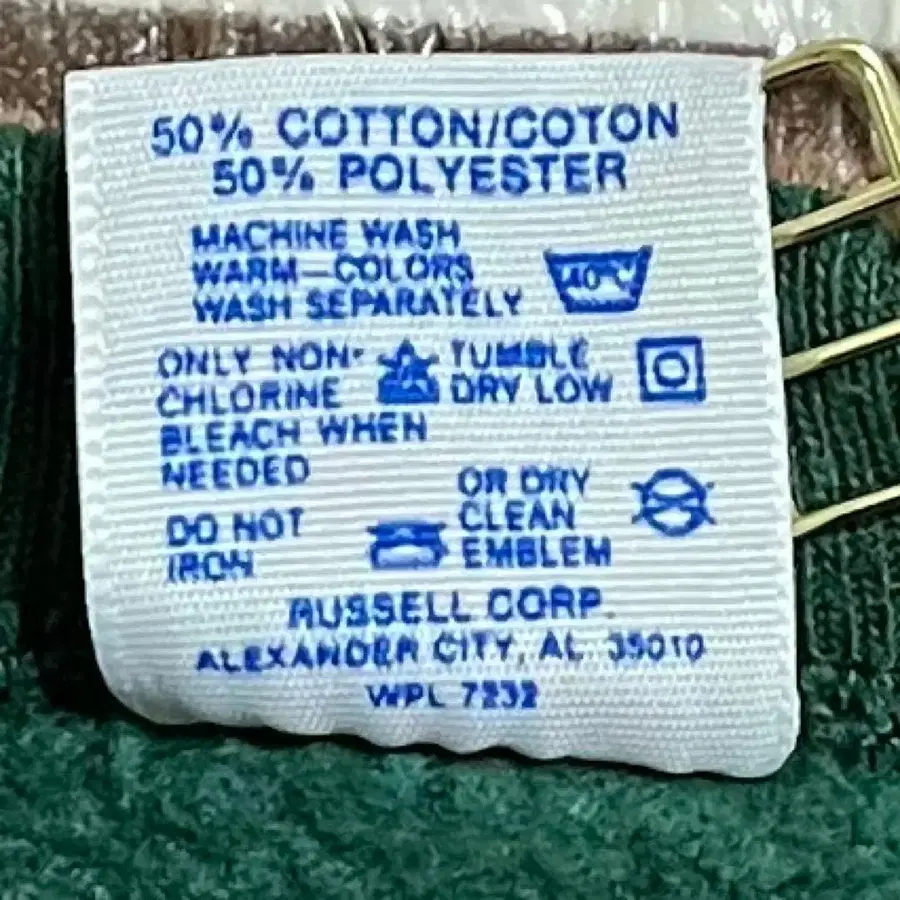 50% COTTON/COTON
50% POLYESTER
MACHINE WASH
WARM—COLORS
WASH SEPARATELY
40°C
ONLY NON-
CHLORINE
BLEACH WHEN
NEEDED
TUMBLE
DRY LOW
DO NOT
IRON
OR DRY
CLEAN
EMBLEM
RUSSELL CORP.
ALEXANDER CITY, AL 35010
WPL 7232